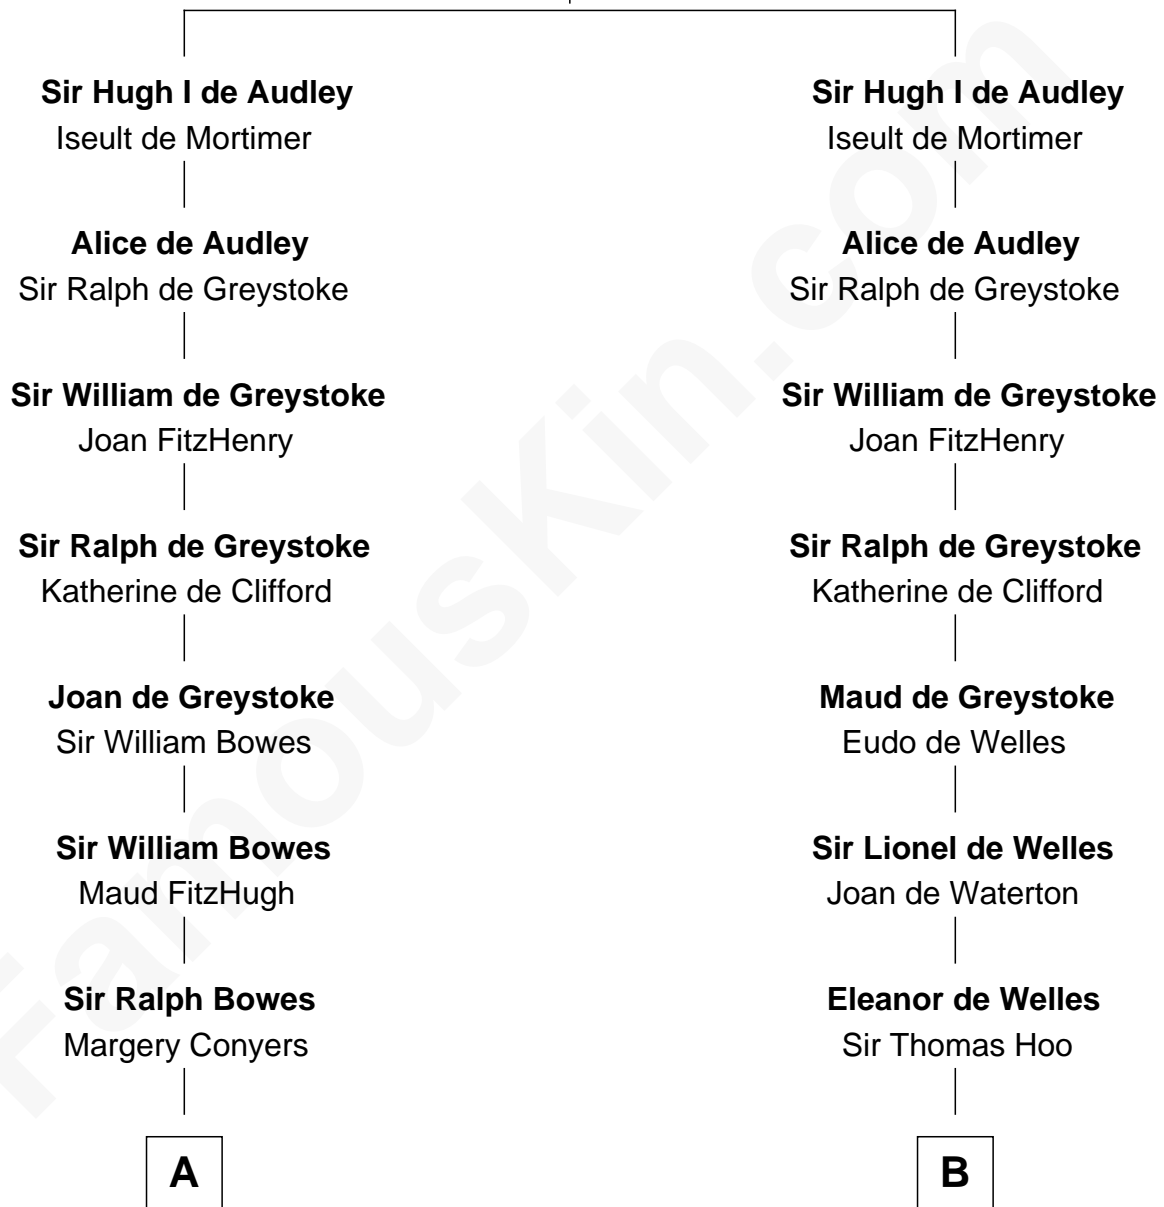 Sir Hugh I de Audley
Iseult de Mortimer
Alice de Audley
Sir Ralph de Greystoke
Sir William de Greystoke
Joan FitzHenry
Sir Ralph de Greystoke
Katherine de Clifford
Joan de Greystoke
Sir William Bowes
Sir William Bowes
Maud FitzHugh
Sir Ralph Bowes
Margery Conyers
A
Sir Hugh I de Audley
Iseult de Mortimer
Alice de Audley
Sir Ralph de Greystoke
Sir William de Greystoke
Joan FitzHenry
Sir Ralph de Greystoke
Katherine de Clifford
Maud de Greystoke
Eudo de Welles
Sir Lionel de Welles
Joan de Waterton
Eleanor de Welles
Sir Thomas Hoo
B
FamousKin.com